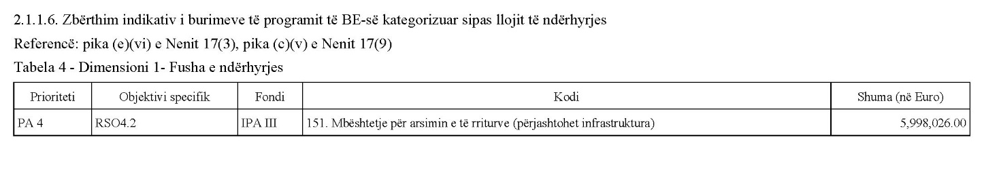 2.1.1.6. Zbërthim indikativ i burimeve të programit të BE-së kategorizuar sipas llojit të ndërhyrjes
Referencë: pika (e)(vi) e Nenit 17(3), pika (c)(v) e Nenit 17(9)
Tabela 4 - Dimensioni 1- Fusha e ndërhyrjes
Prioriteti Objektivi specifik Fondi Kodi Shuma (në Euro)
PA 4 RSO4.2 IPA III 151. Mbështetje për arsimin e të rriturve (përjashtohet infrastruktura) 5,998,026.00